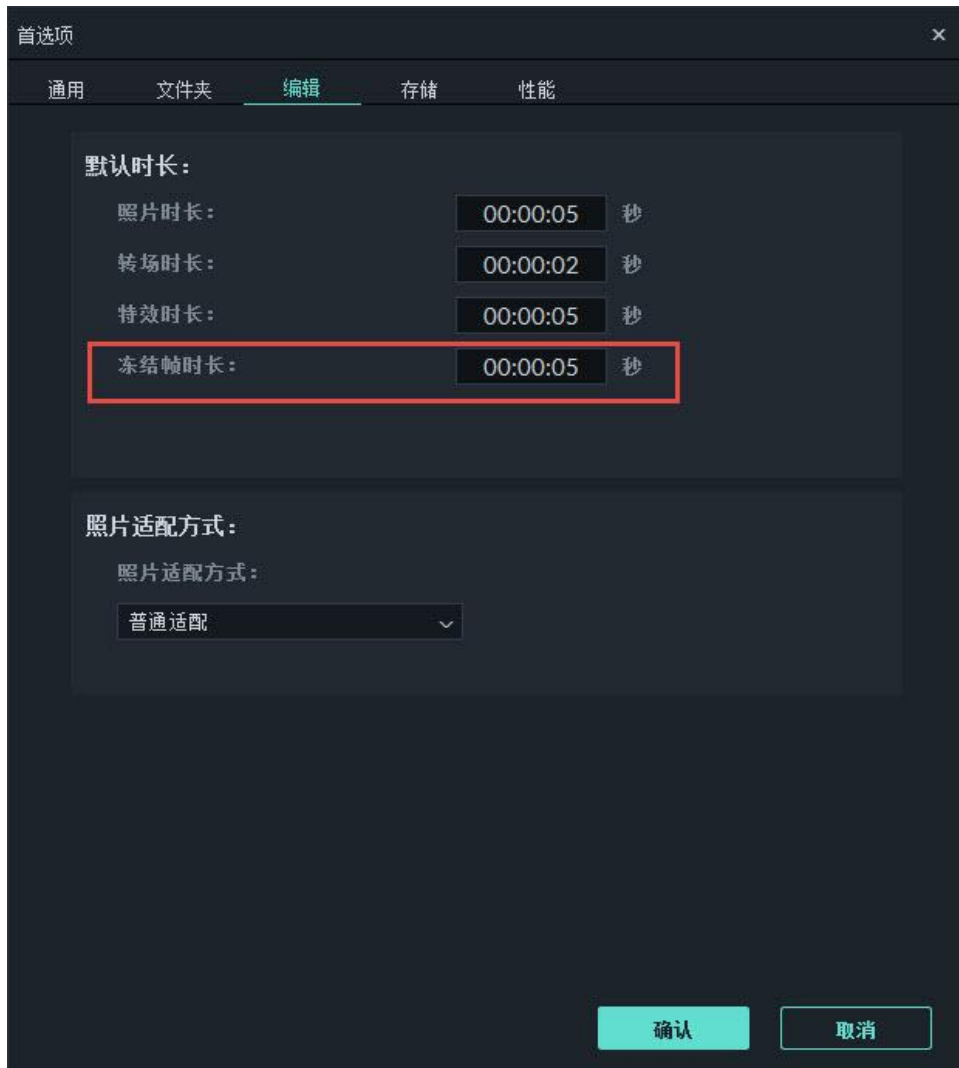 首选项 ×
通用 文件夹 编辑 存储 性能
默认时长：
照片时长： 00:00:05 秒
转场时长： 00:00:02 秒
特效时长： 00:00:05 秒
冻结帧时长： 00:00:05 秒
照片适配方式：
照片适配方式：
普通适配
确认 取消